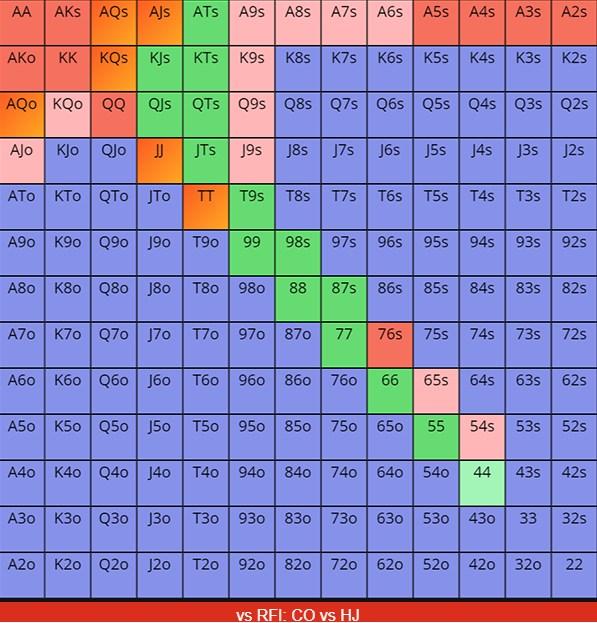 AA AKs AQs AJs ATs A9s A8s A7s A6s A5s A4s A3s A2s
AKo KK KQs KJs KTs K9s K8s K7s K6s K5s K4s K3s K2s
AQo KQo QQ QJs QTs Q9s Q8s Q7s Q6s Q5s Q4s Q3s Q2s
AJo KJo QJo JJ JTs J9s J8s J7s J6s J5s J4s J3s J2s
ATo KTo QTo JTo TT T9s T8s T7s T6s T5s T4s T3s T2s
A9o K9o Q9o J9o T9o 99 98s 97s 96s 95s 94s 93s 92s
A8o K8o Q8o J8o T8o 98o 88 87s 86s 85s 84s 83s 82s
A7o K7o Q7o J7o T7o 97o 87o 77 76s 75s 74s 73s 72s
A6o K6o Q6o J6o T6o 96o 86o 76o 66 65s 64s 63s 62s
A5o K5o Q5o J5o T5o 95o 85o 75o 65o 55 54s 53s 52s
A4o K4o Q4o J4o T4o 94o 84o 74o 64o 54o 44 43s 42s
A3o K3o Q3o J3o T3o 93o 83o 73o 63o 53o 43o 33 32s
A2o K2o Q2o J2o T2o 92o 82o 72o 62o 52o 42o 32o 22
vs RFI: CO vs HJ